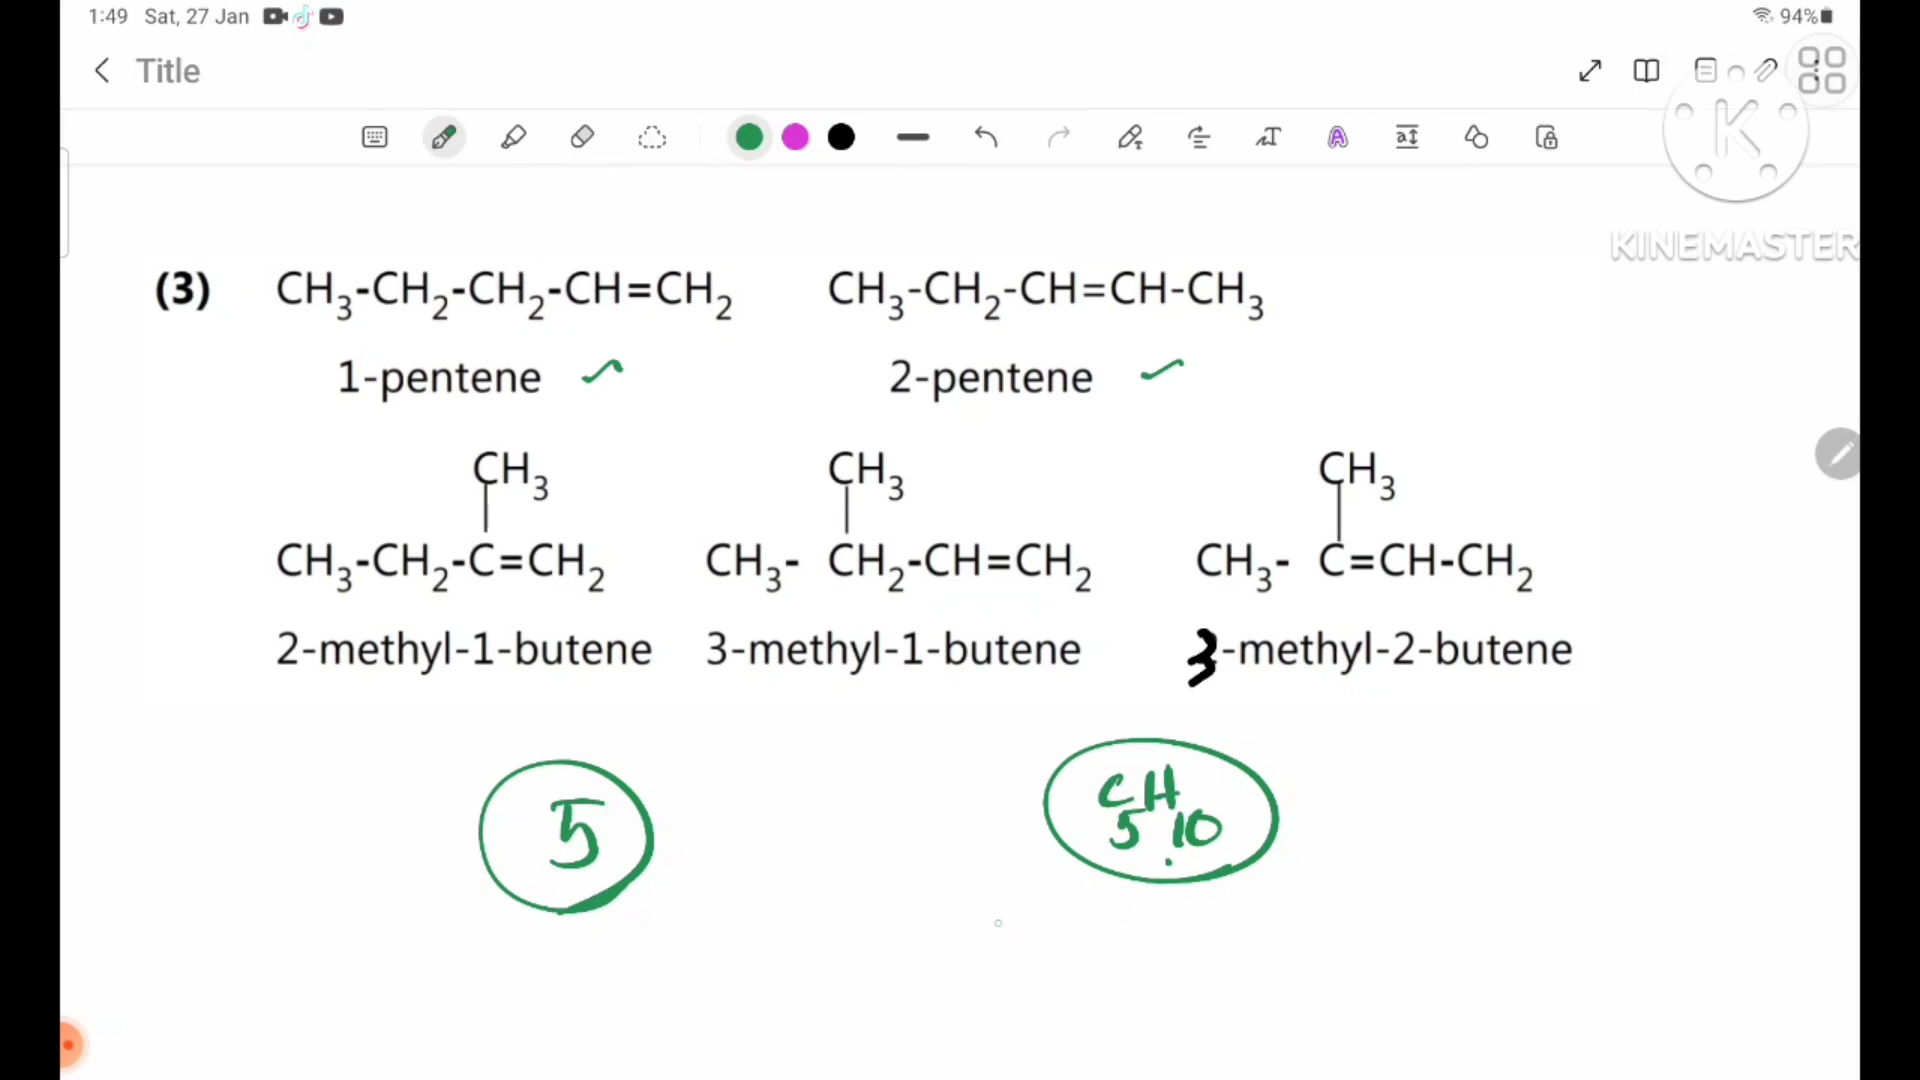 1:49 Sat, 27 Jan 94%
Title
K
KINEMASTER
(3) CH₃-CH₂-CH₂-CH=CH₂ CH₃-CH₂-CH=CH-CH₃
1-pentene 2-pentene
CH₃ CH₃ CH₃
CH₃-CH₂-C=CH₂ CH₃- CH₂-CH=CH₂ CH₃- C=CH-CH₂
2-methyl-1-butene 3-methyl-1-butene 3-methyl-2-butene
5 C₅H₁₀